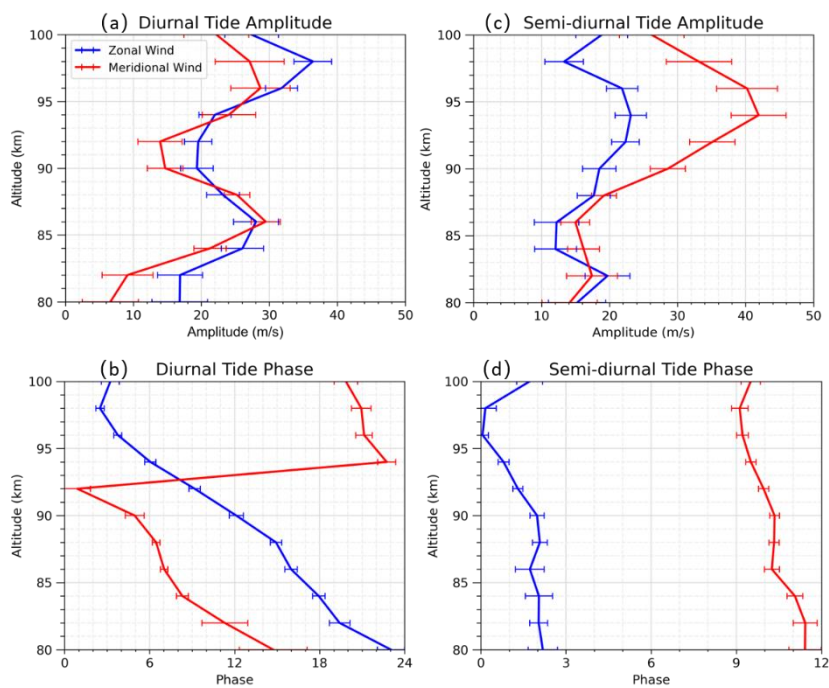 (a) Diurnal Tide Amplitude
100
95
90
85
80
Altitude (km)
Zonal Wind
Meridional Wind
0 10 20 30 40 50
Amplitude (m/s)
(c) Semi-diurnal Tide Amplitude
100
95
90
85
80
Altitude (km)
0 10 20 30 40 50
Amplitude (m/s)
(b) Diurnal Tide Phase
100
95
90
85
80
Altitude (km)
0 6 12 18 24
Phase
(d) Semi-diurnal Tide Phase
100
95
90
85
80
Altitude (km)
0 3 6 9 12
Phase